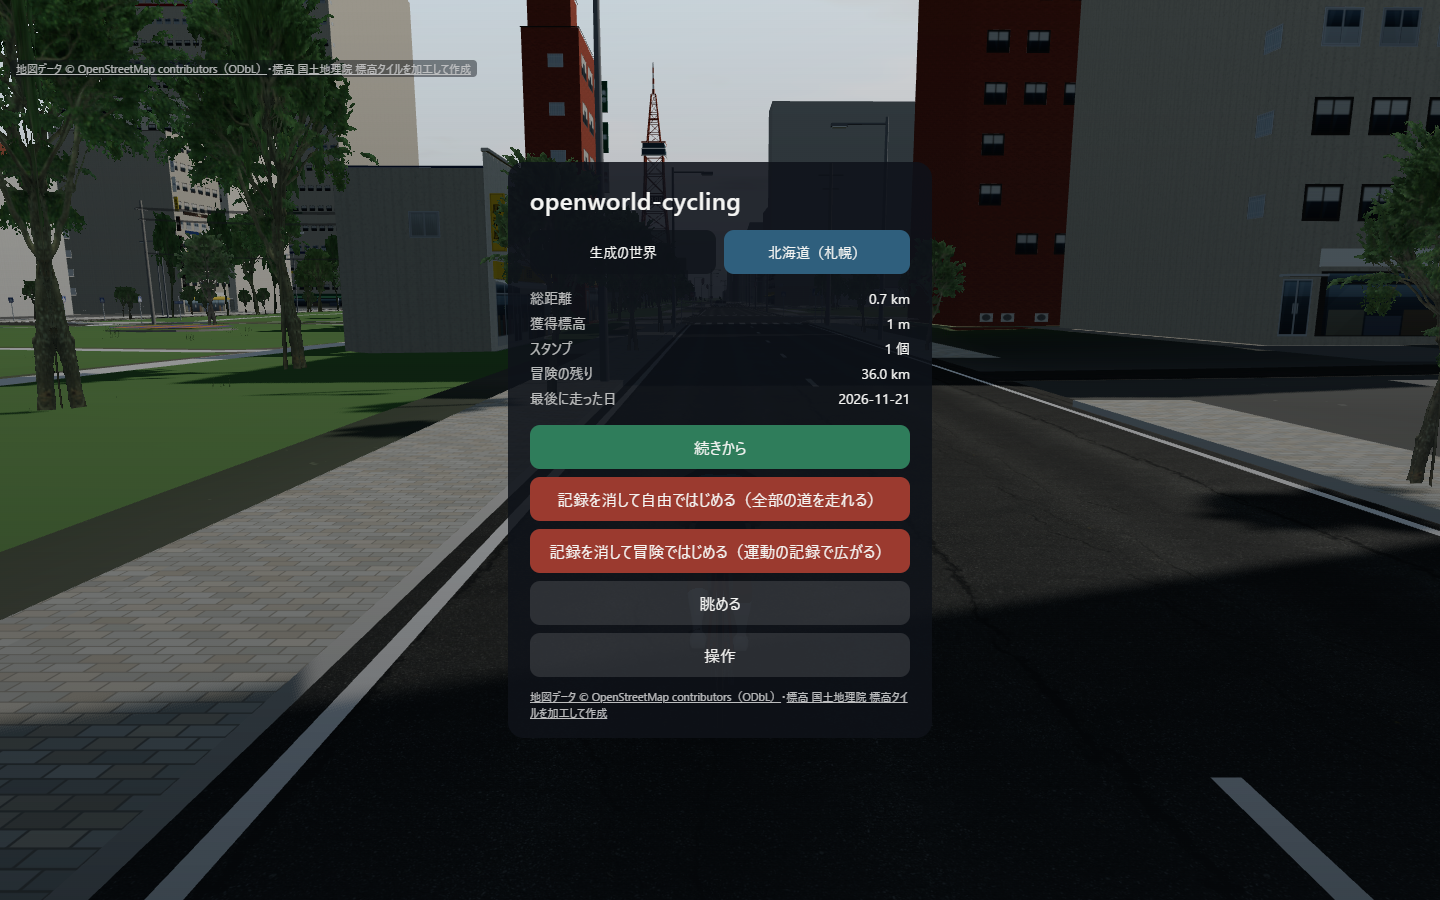 地図データ © OpenStreetMap contributors（ODbL）・標高 国土地理院 標高タイルを加工して作成
openworld-cycling
生成の世界
北海道（札幌）
総距離 0.7 km
獲得標高 1 m
スタンプ 1 個
冒険の残り 36.0 km
最後に走った日 2026-11-21
続きから
記録を消して自由ではじめる（全部の道を走れる）
記録を消して冒険ではじめる（運動の記録で広がる）
眺める
操作
地図データ © OpenStreetMap contributors（ODbL）・標高 国土地理院 標高タイ
ルを加工して作成